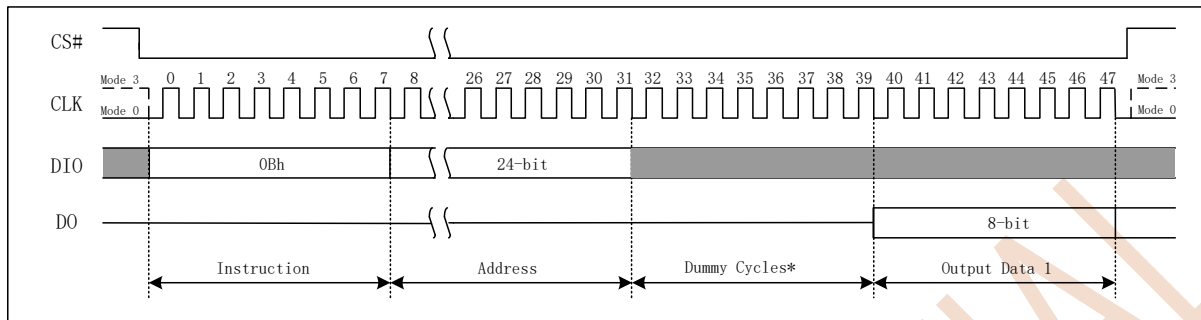 CS#
Mode 3 0 1 2 3 4 5 6 7 8 26 27 28 29 30 31 32 33 34 35 36 37 38 39 40 41 42 43 44 45 46 47 Mode 3
CLK
Mode 0 Mode 0
DIO 0Bh 24-bit
DO 8-bit
Instruction Address Dummy Cycles* Output Data 1